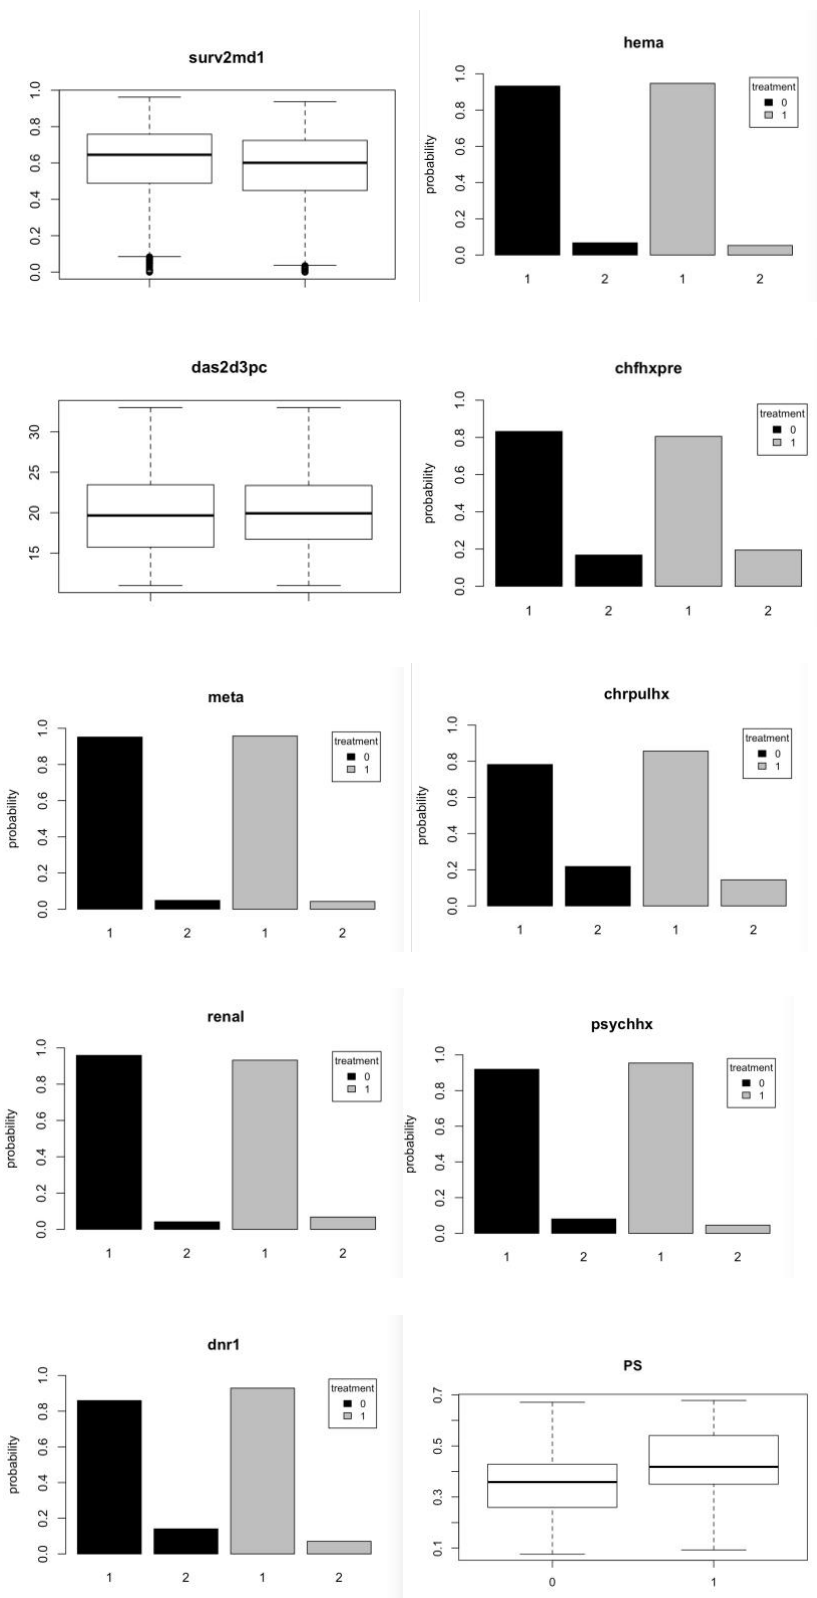 surv2md1
1.0
0.8
0.6
0.4
0.2
0.0
hema
probability
1.0
0.8
0.6
0.4
0.2
0.0
treatment
0
1
1 2 1 2
das2d3pc
30
25
20
15
chfhxpre
probability
1.0
0.8
0.6
0.4
0.2
0.0
treatment
0
1
1 2 1 2
meta
probability
1.0
0.8
0.6
0.4
0.2
0.0
treatment
0
1
1 2 1 2
chrpulhx
probability
1.0
0.8
0.6
0.4
0.2
0.0
treatment
0
1
1 2 1 2
renal
probability
1.0
0.8
0.6
0.4
0.2
0.0
treatment
0
1
1 2 1 2
psychhx
probability
1.0
0.8
0.6
0.4
0.2
0.0
treatment
0
1
1 2 1 2
dnr1
probability
1.0
0.8
0.6
0.4
0.2
0.0
treatment
0
1
1 2 1 2
PS
0.7
0.5
0.3
0.1
0 1